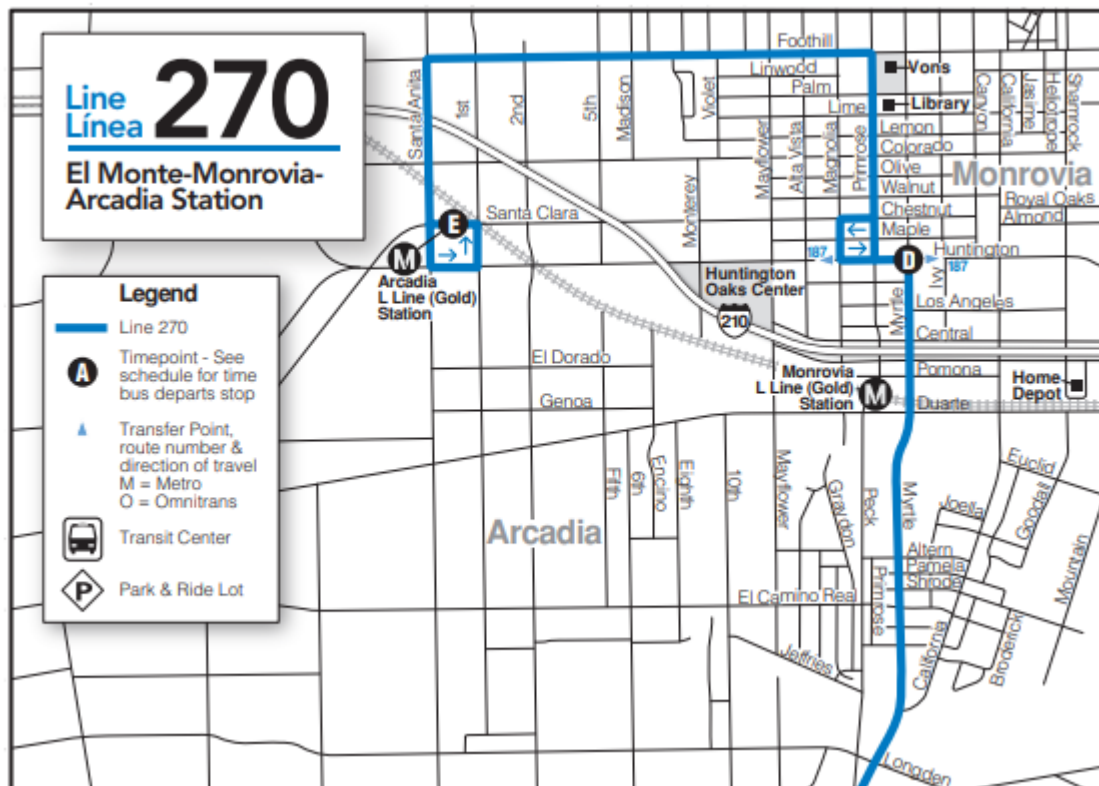 Line
Línea
270
El Monte-Monrovia-
Arcadia Station
Legend
Line 270
A
Timepoint - See
schedule for time
bus departs stop
Transfer Point,
route number &
direction of travel
M = Metro
O = Omnitrans
Transit Center
P
Park & Ride Lot
Foothill
Linwood
Palm
Lime
Vons
Library
Lemon
Colorado
Olive
Walnut
Chestnut
Maple
Huntington
Monrovia
Royal Oaks
Almond
Canyon
California
Jasmine
Heliotrope
Shamrock
Santa Anita
1st
2nd
5th
Madison
Violet
Monterey
Mayflower
Alta Vista
Magnolia
Primrose
Santa Clara
E
M
Arcadia
L Line (Gold)
Station
187
D
187
Ivy
Huntington
Oaks Center
210
Myrtle
Los Angeles
Central
Pomona
Duarte
Home
Depot
Monrovia
L Line (Gold)
Station
M
El Dorado
Genoa
Fifth
6th
Encino
Eighth
10th
Mayflower
Graydon
Peck
Myrtle
Arcadia
Euclid
Goodall
Joella
Mountain
Altern
Pamela
Shrode
El Camino Real
Primrose
California
Broderick
Jeffries
Longden